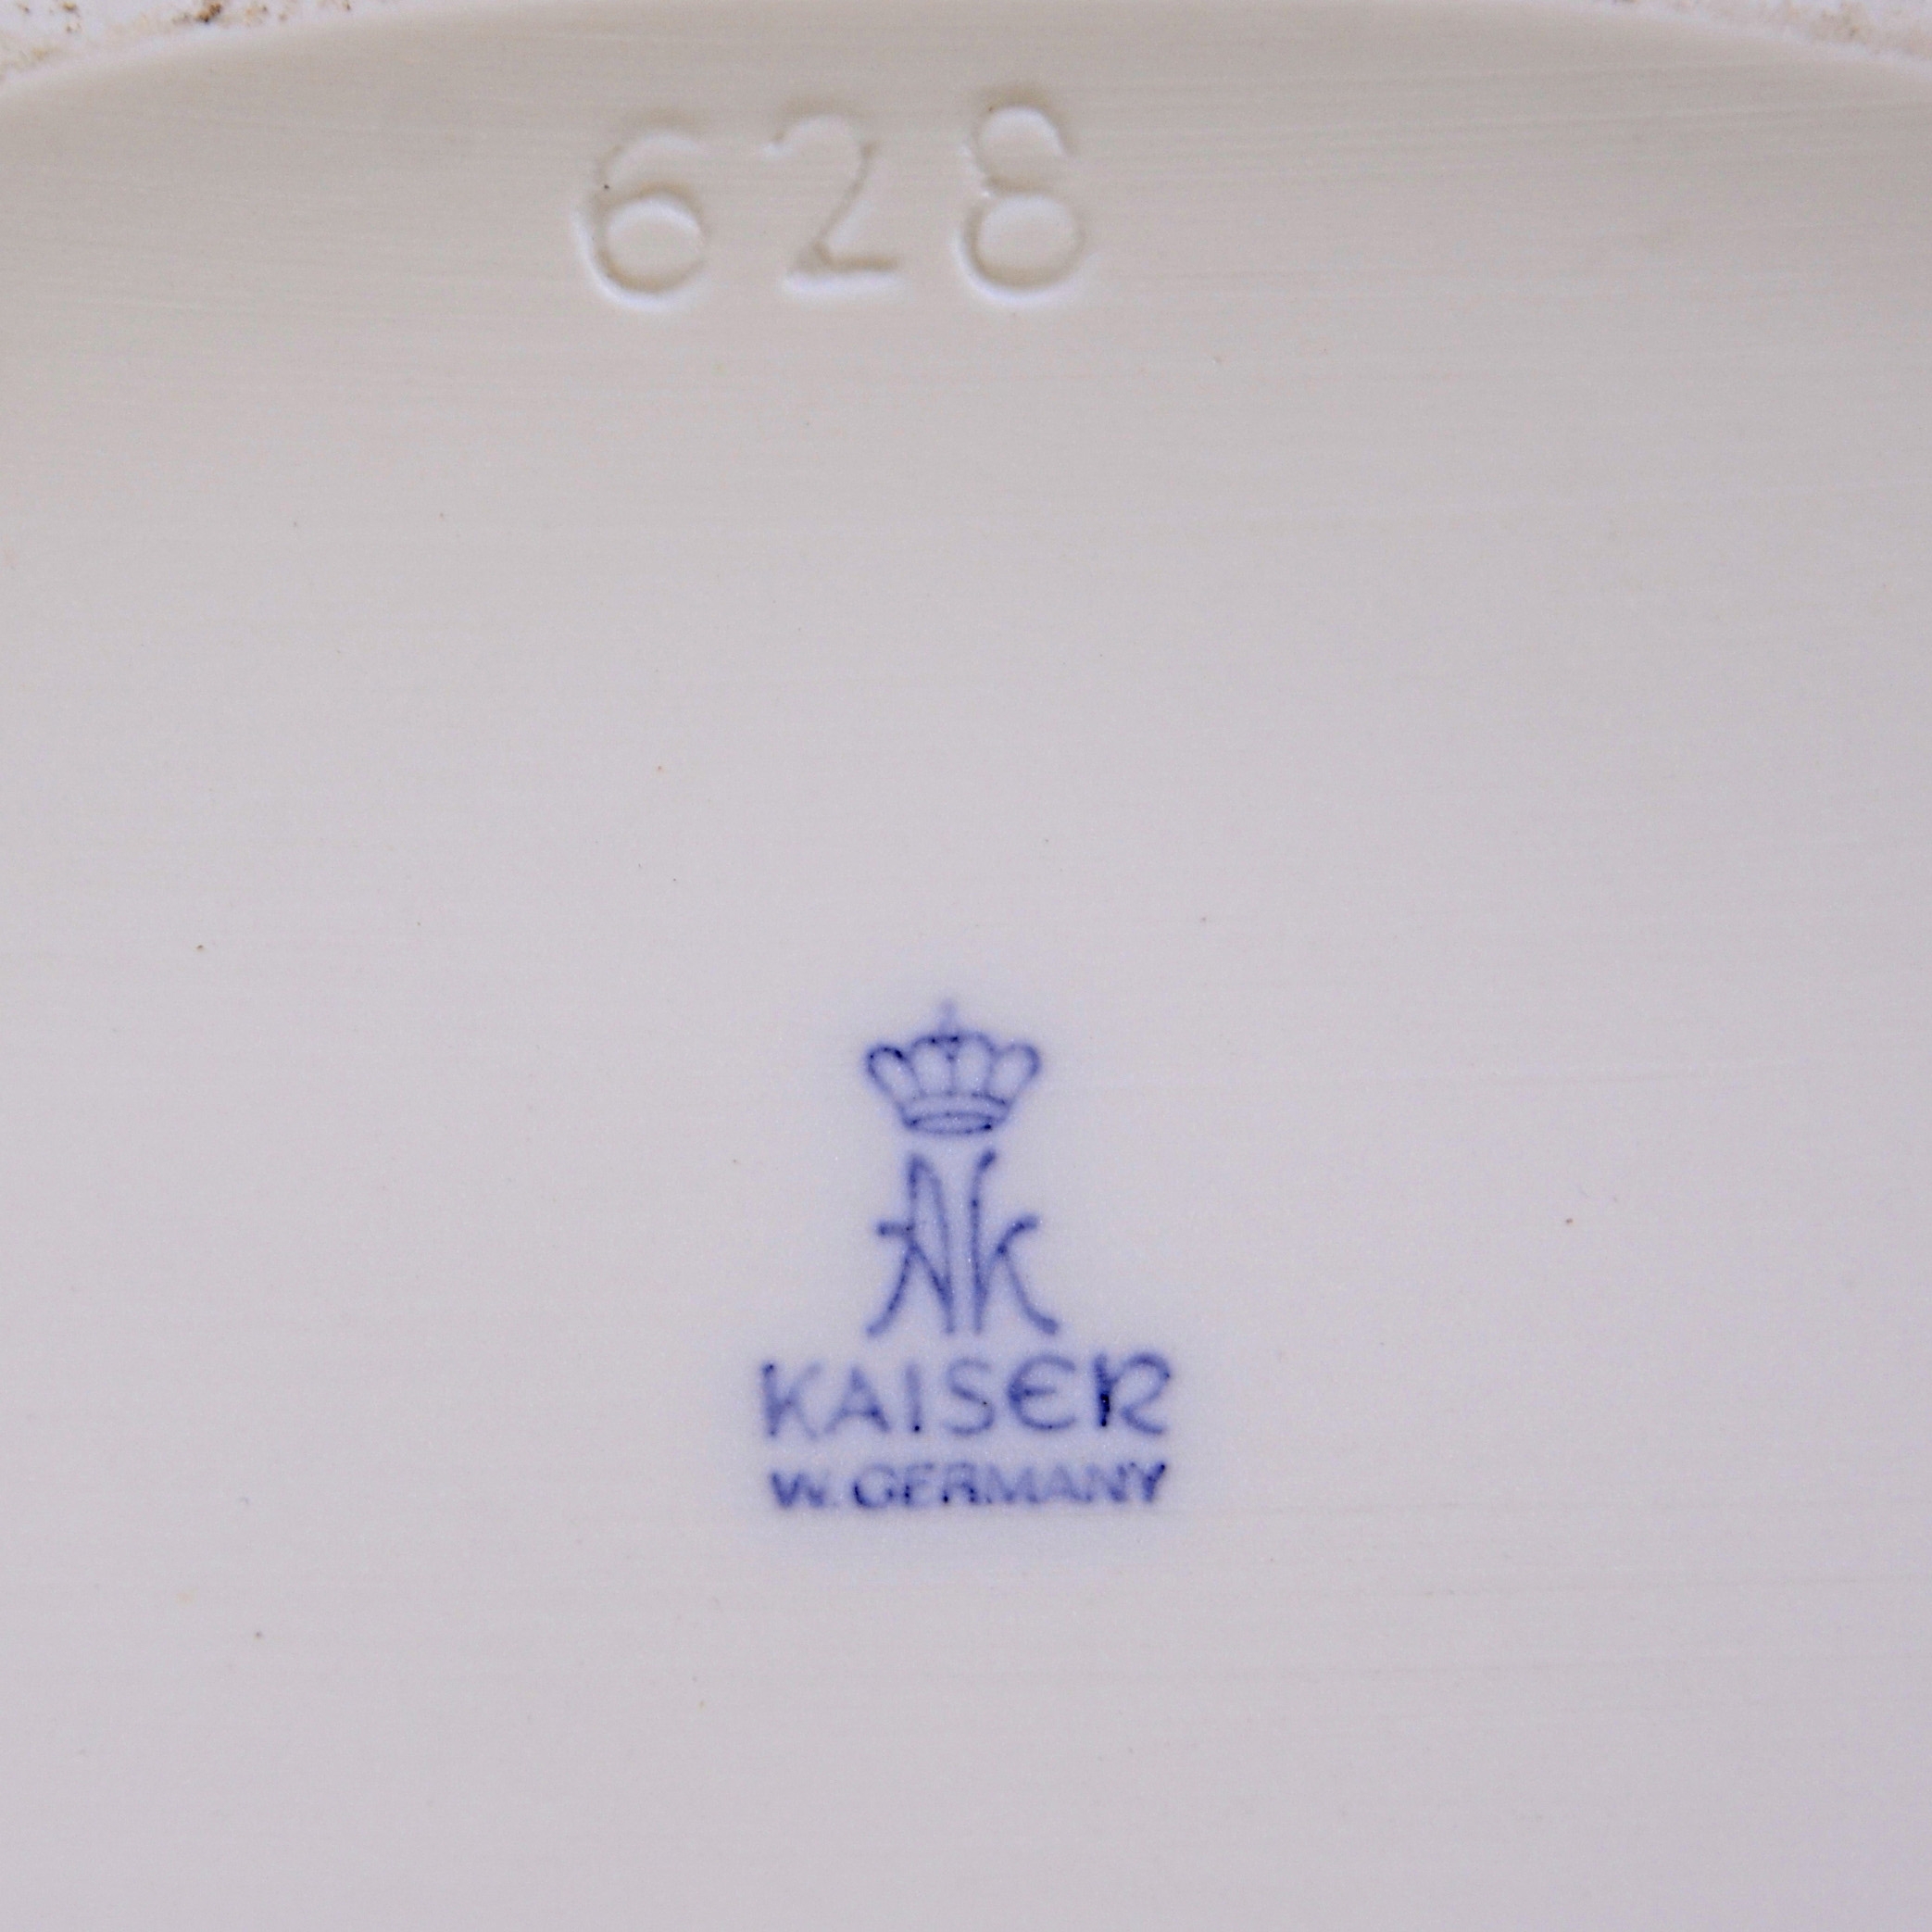 628
AK
KAISER
W. GERMANY